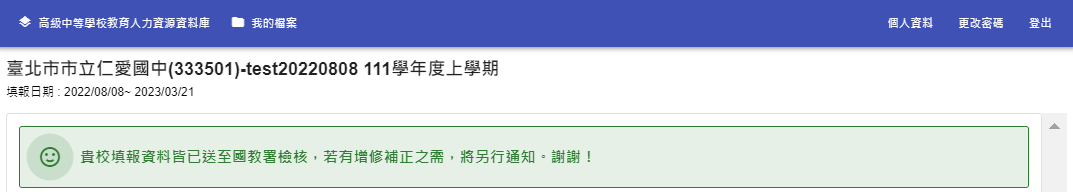 高級中等學校教育人力資源資料庫 我的檔案 個人資料 更改密碼 登出
臺北市市立仁愛國中(333501)-test20220808 111學年度上學期
填報日期 : 2022/08/08~ 2023/03/21
貴校填報資料皆已送至國教署檢核，若有增修補正之需，將另行通知。謝謝！